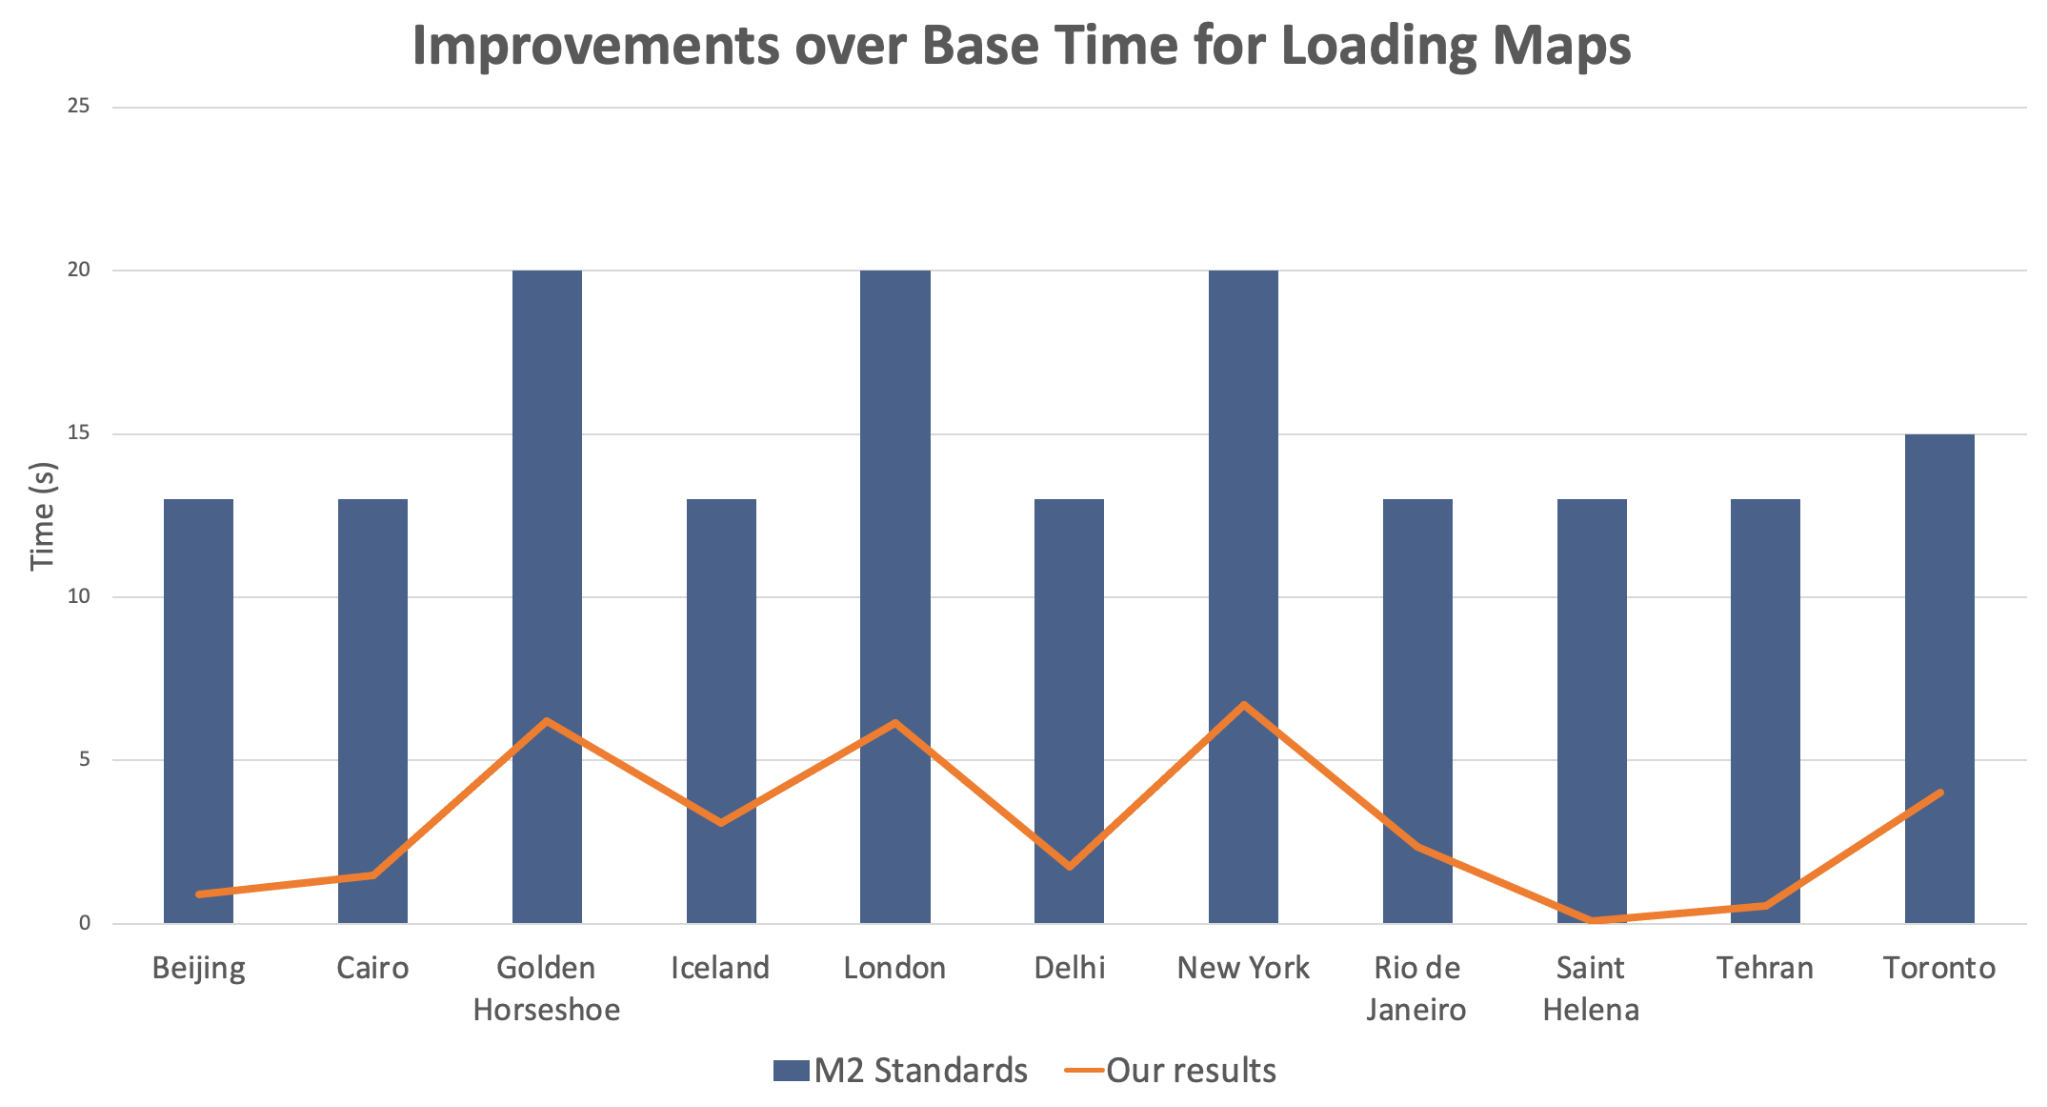 Improvements over Base Time for Loading Maps
25
20
15
10
5
0
Time (s)
Beijing
Cairo
Golden
Horseshoe
Iceland
London
Delhi
New York
Rio de
Janeiro
Saint
Helena
Tehran
Toronto
M2 Standards
Our results